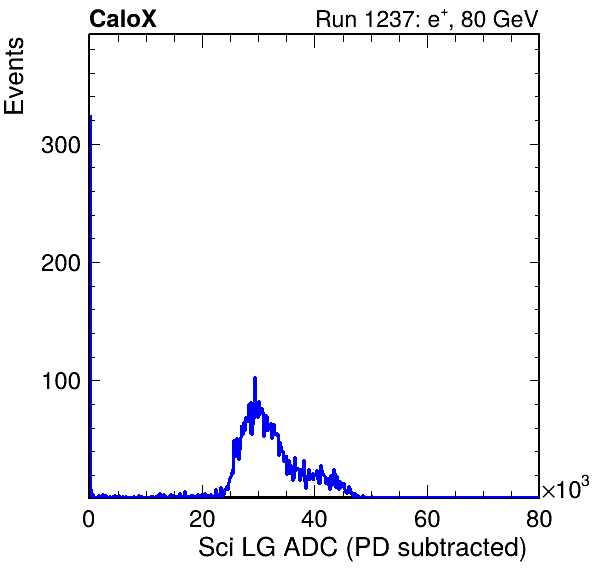 CaloX
Run 1237: e⁺, 80 GeV
Events
300
200
100
0 20 40 60 80
×10³
Sci LG ADC (PD subtracted)